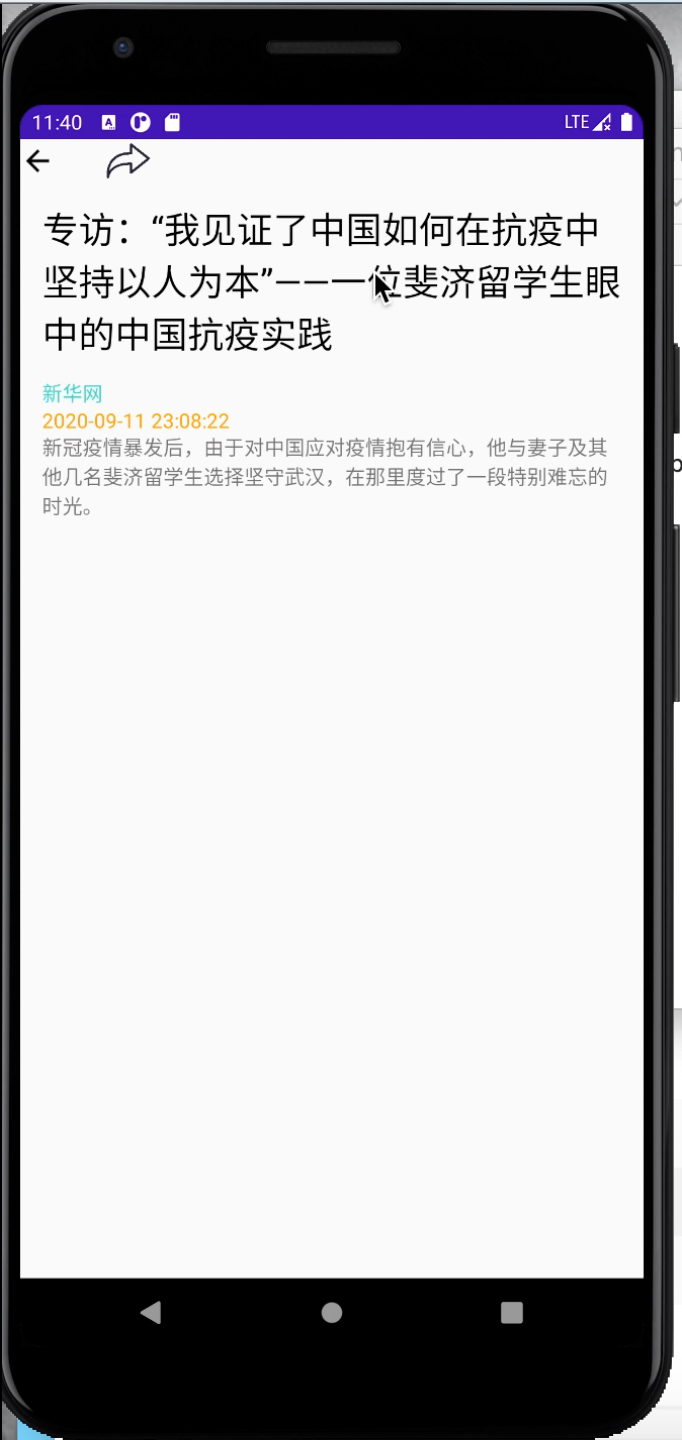 11:40
LTE
专访：“我见证了中国如何在抗疫中
坚持以人为本”——一位斐济留学生眼
中的中国抗疫实践
新华网
2020-09-11 23:08:22
新冠疫情暴发后，由于对中国应对疫情抱有信心，他与妻子及其
他几名斐济留学生选择坚守武汉，在那里度过了一段特别难忘的
时光。